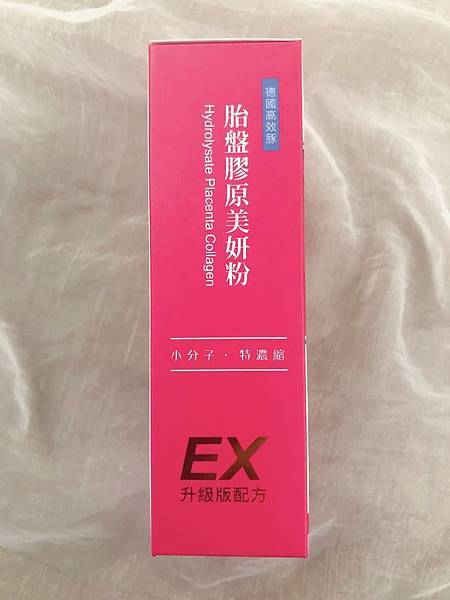 德國高效豚
胎盤膠原美妍粉
Hydrolysate Placenta Collagen
小分子．特濃縮
EX
升級版配方